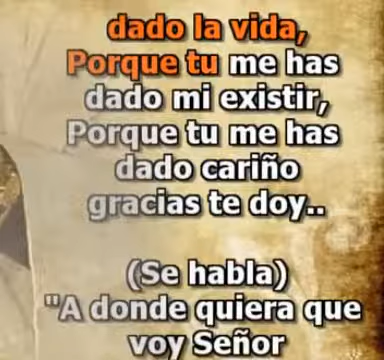 dado la vida,
Porque tu me has
dado mi existir,
Porque tu me has
dado cariño
gracias te doy..
(Se habla)
"A donde quiera que
voy Señor